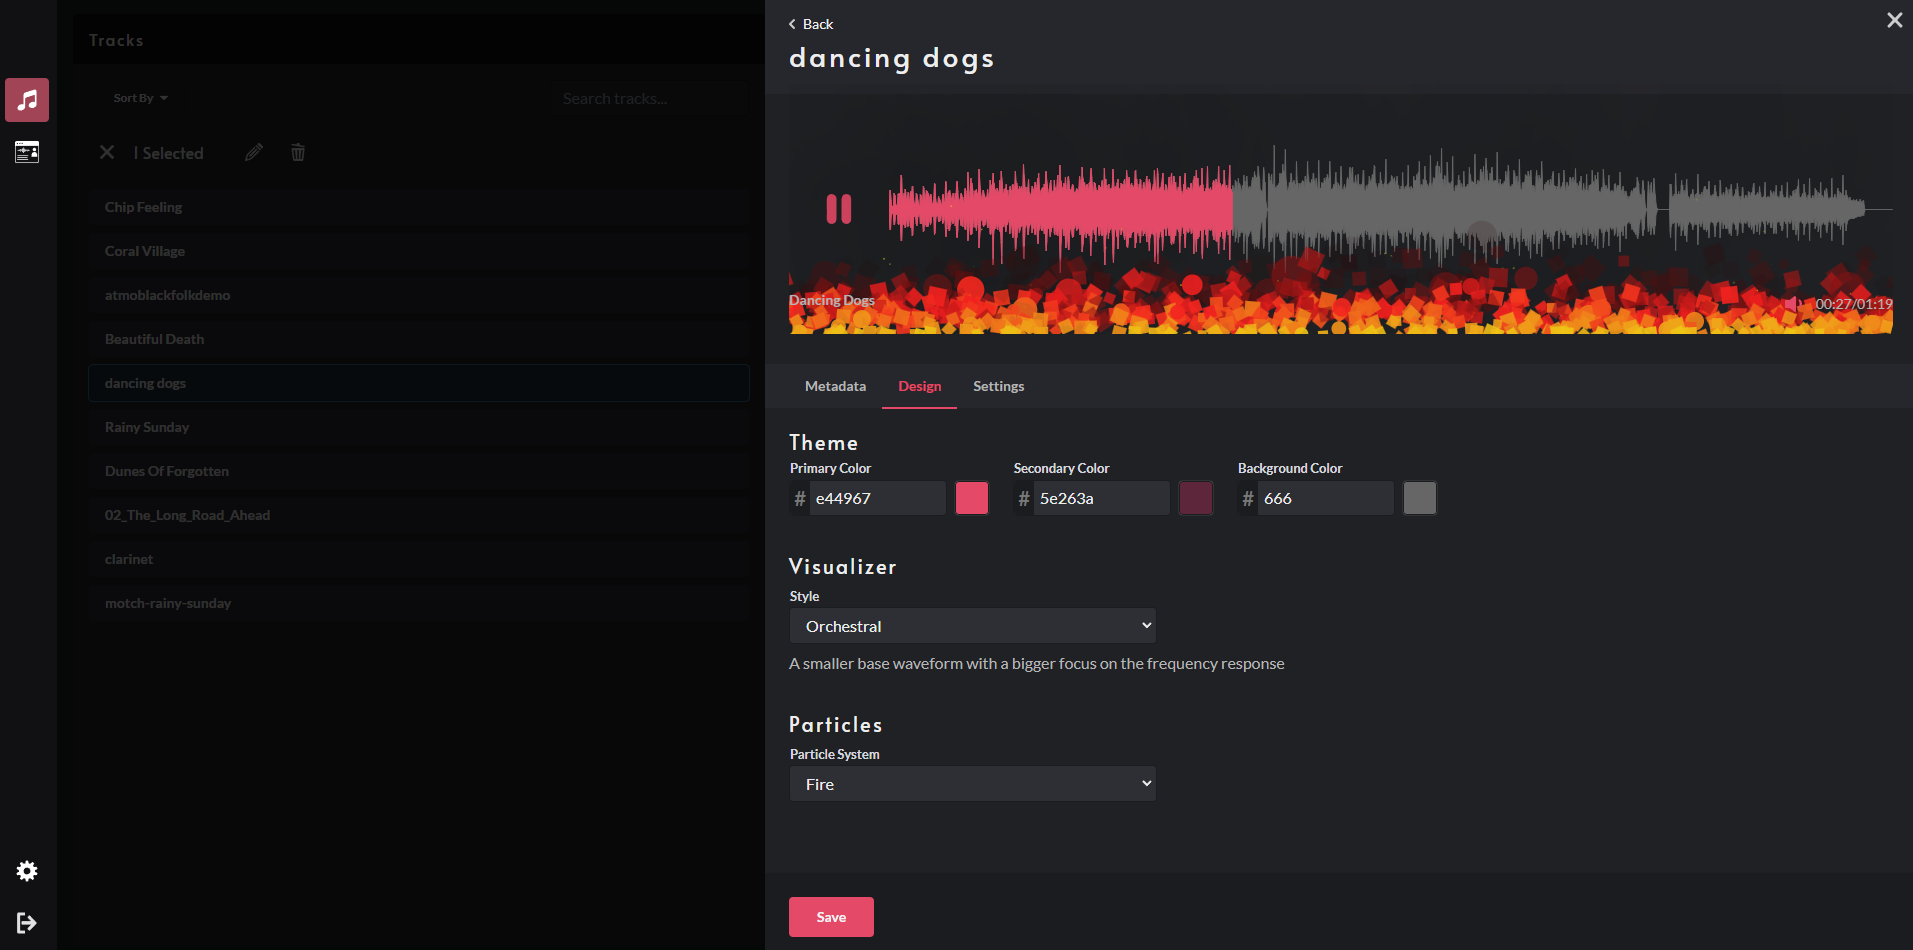 Tracks
Sort By
Search tracks...
1 Selected
Chip Feeling
Coral Village
atmoblackfolkdemo
Beautiful Death
dancing dogs
Rainy Sunday
Dunes Of Forgotten
02_The_Long_Road_Ahead
clarinet
motch-rainy-sunday
Back
dancing dogs
Dancing Dogs
00:27/01:19
Metadata Design Settings
Theme
Primary Color Secondary Color Background Color
# e44967 # 5e263a # 666
Visualizer
Style
Orchestral
A smaller base waveform with a bigger focus on the frequency response
Particles
Particle System
Fire
Save